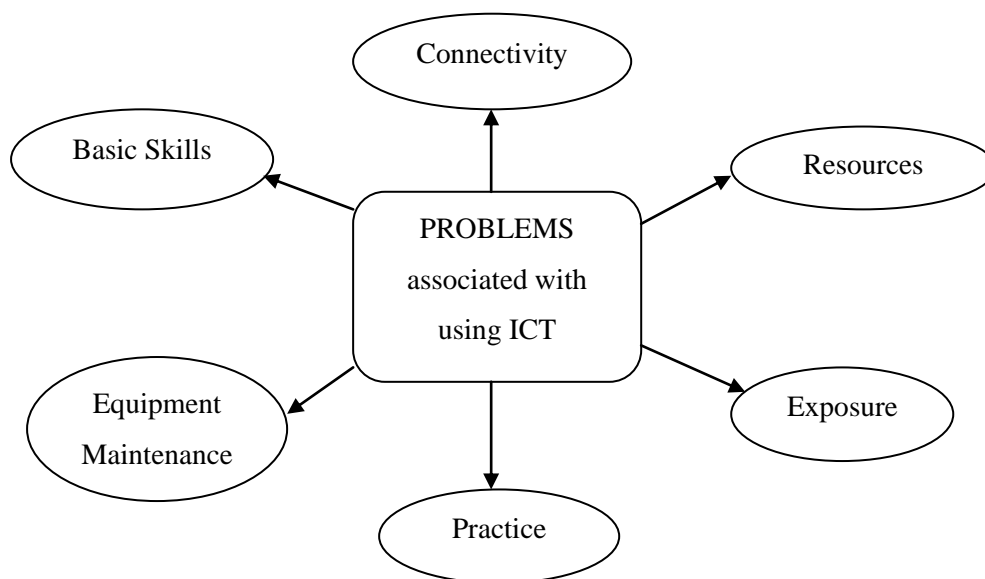 Connectivity
Basic Skills
Resources
PROBLEMS
associated with
using ICT
Equipment
Maintenance
Exposure
Practice